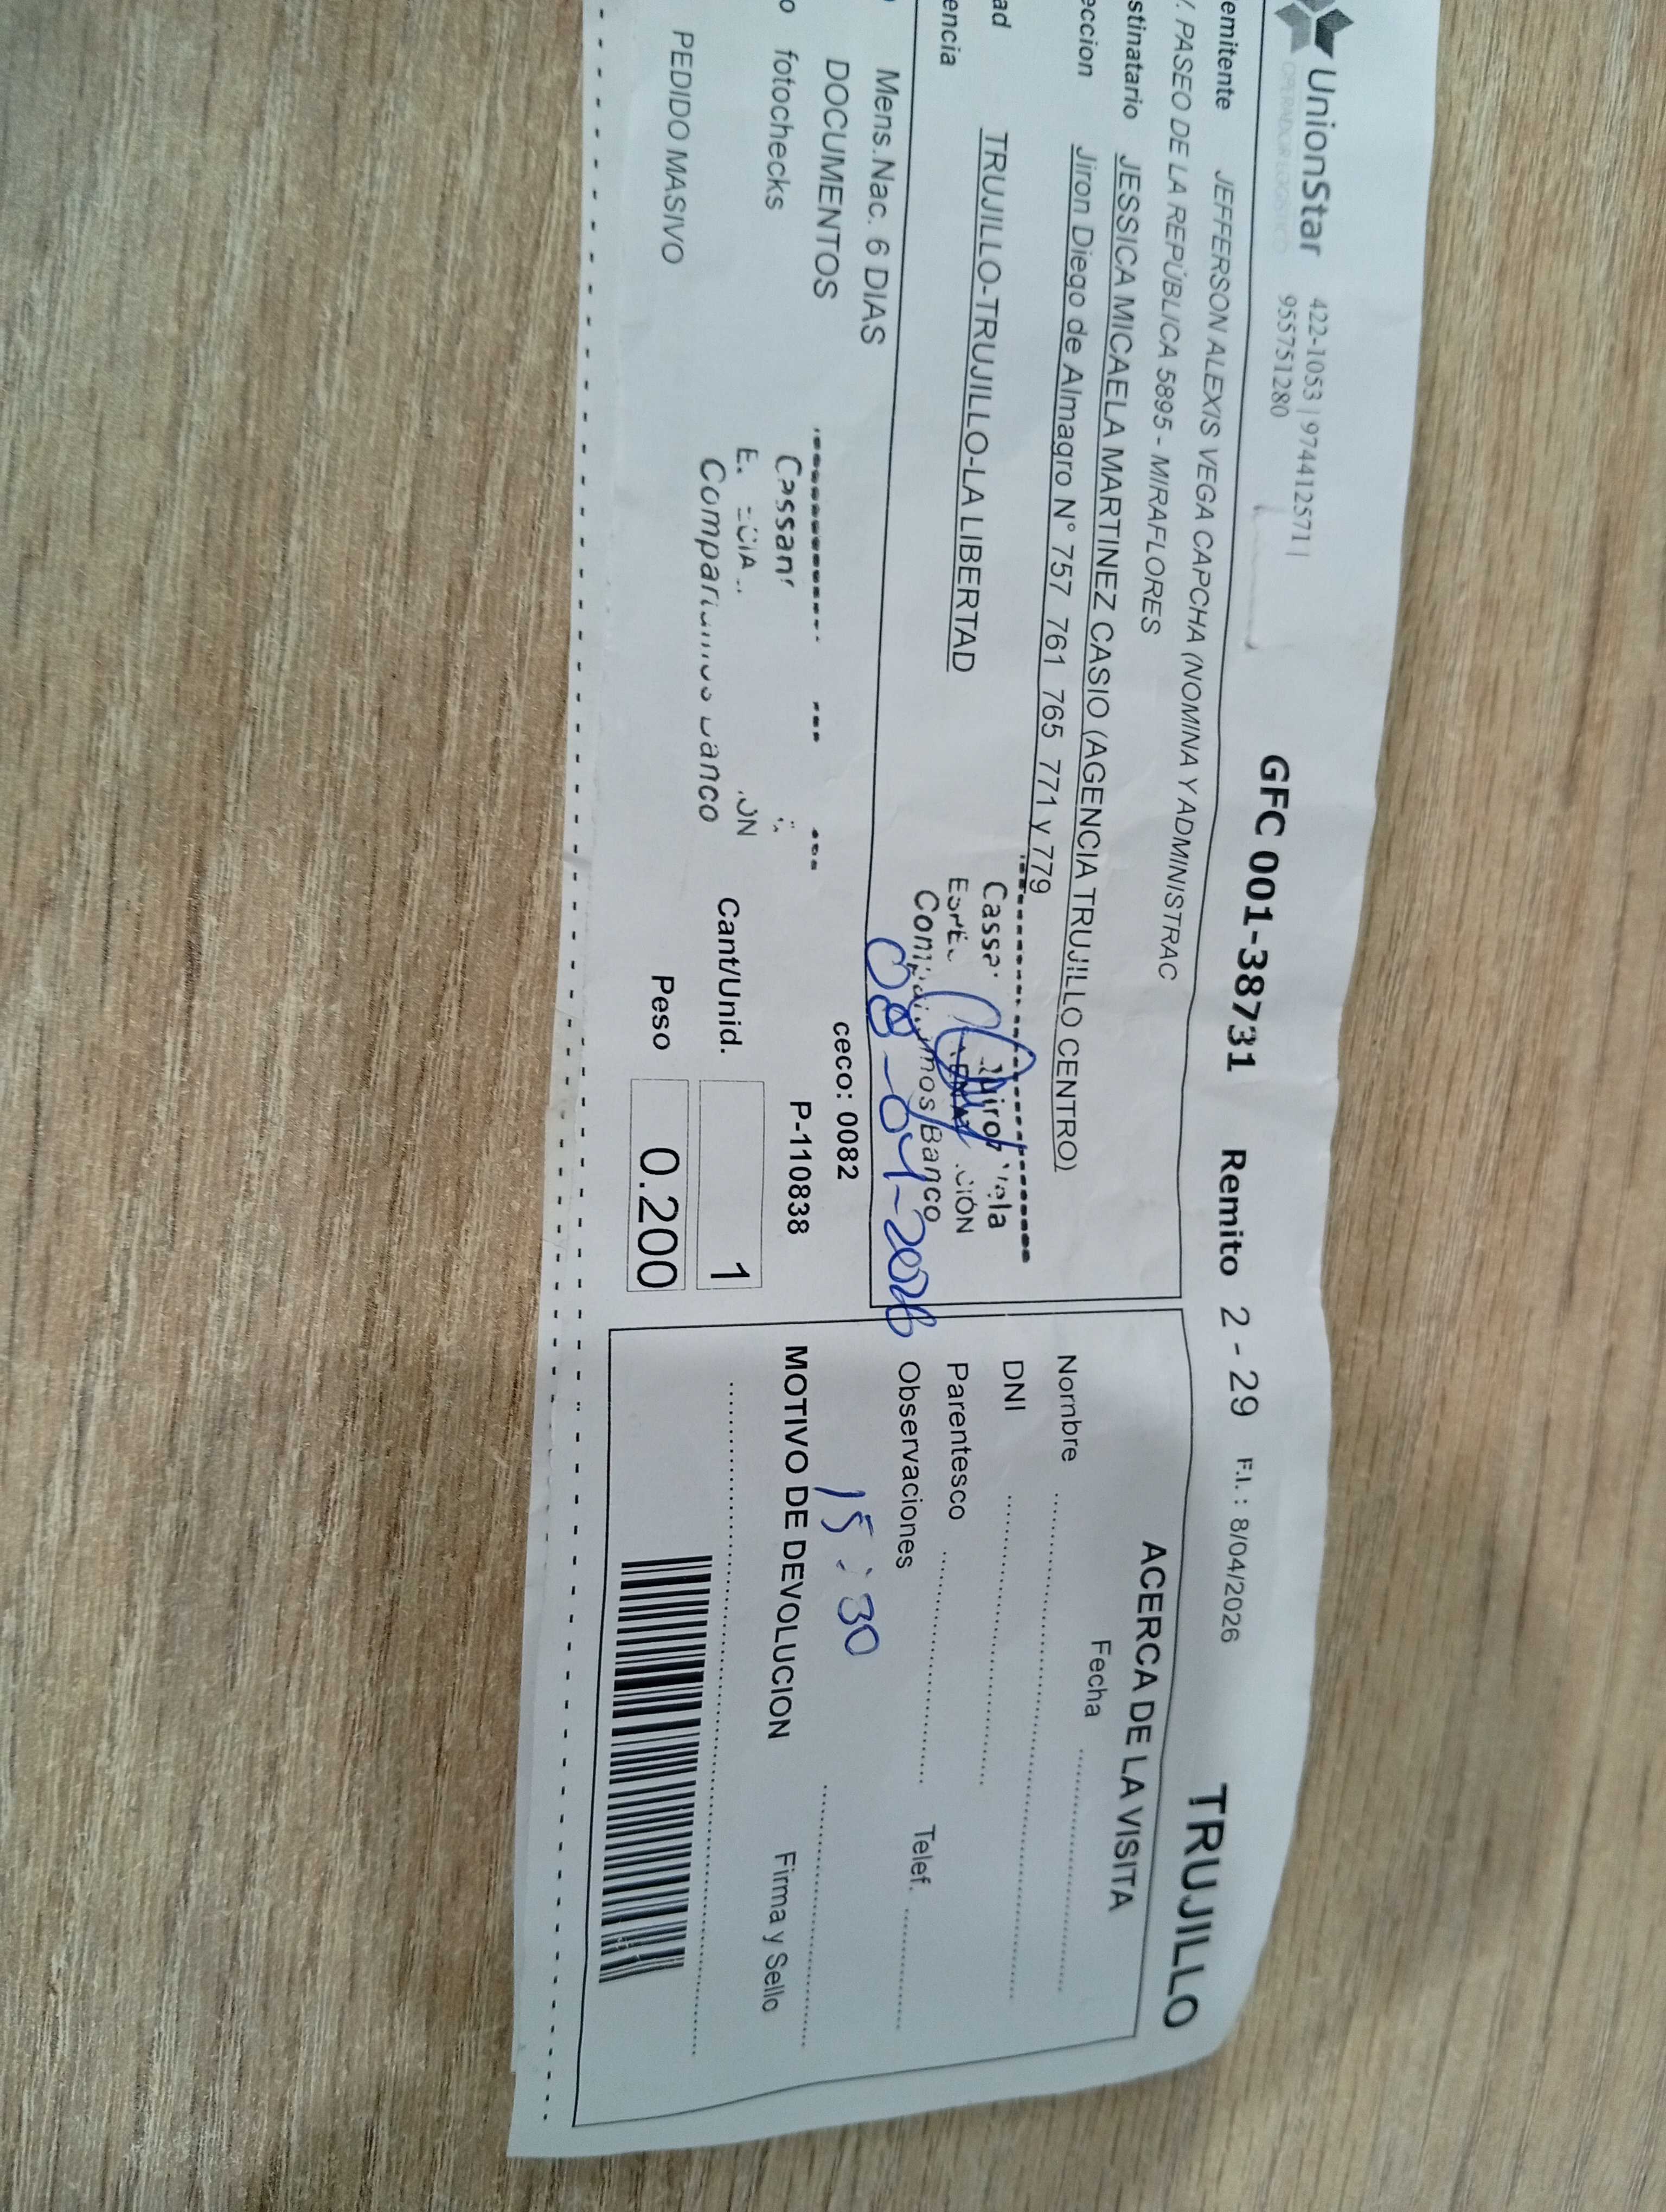 UnionStar 422-1053 | 974412571 |
OPERADOR LOGISTICO 955751280
GFC 001-38731 Remito 2 - 29 F.I. : 8/04/2026 TRUJILLO
emitente JEFFERSON ALEXIS VEGA CAPCHA (NOMINA Y ADMINISTRAC
. PASEO DE LA REPÚBLICA 5895 - MIRAFLORES
stinatario JESSICA MICAELA MARTINEZ CASIO (AGENCIA TRUJILLO CENTRO)
eccion Jiron Diego de Almagro N° 757 761 765 771 y 779
ad TRUJILLO-TRUJILLO-LA LIBERTAD
encia
Banco
08-04-2026
Mens.Nac. 6 DIAS
DOCUMENTOS
ceco: 0082
o fotochecks
P-110838
Cant/Unid. 1
PEDIDO MASIVO
Peso 0.200
ACERCA DE LA VISITA
Fecha
Nombre
DNI
Parentesco
Observaciones Telef.
15:30
MOTIVO DE DEVOLUCION Firma y Sello